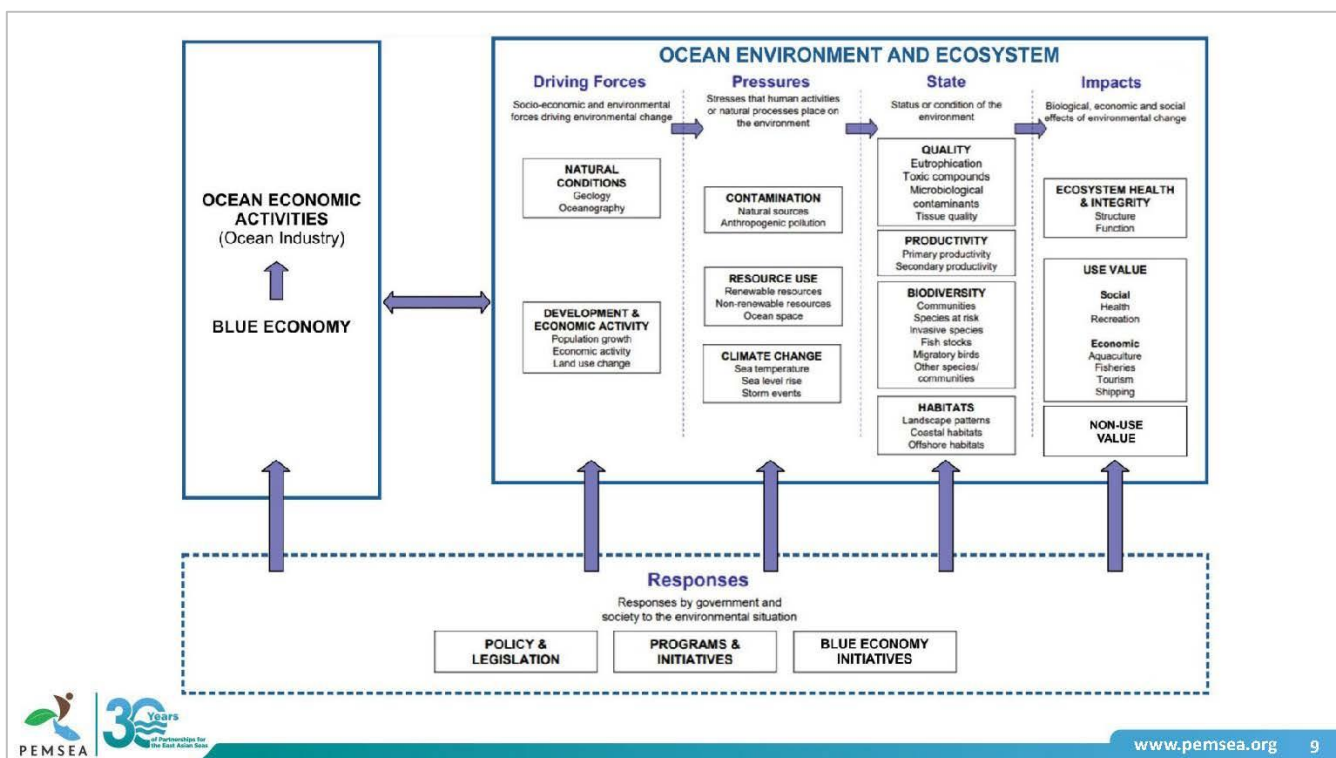 OCEAN ECONOMIC
ACTIVITIES
(Ocean Industry)
BLUE ECONOMY
OCEAN ENVIRONMENT AND ECOSYSTEM
Driving Forces
Socio-economic and environmental
forces driving environmental change
NATURAL
CONDITIONS
Geology
Oceanography
DEVELOPMENT &
ECONOMIC ACTIVITY
Population growth
Economic activity
Land use change
Pressures
Stresses that human activities
or natural processes place on
the environment
CONTAMINATION
Natural sources
Anthropogenic pollution
RESOURCE USE
Renewable resources
Non-renewable resources
Ocean space
CLIMATE CHANGE
Sea temperature
Sea level rise
Storm events
State
Status or condition of the
environment
QUALITY
Eutrophication
Toxic compounds
Microbiological
contaminants
Tissue quality
PRODUCTIVITY
Primary productivity
Secondary productivity
BIODIVERSITY
Communities
Species at risk
Invasive species
Fish stocks
Migratory birds
Other species/
communities
HABITATS
Landscape patterns
Coastal habitats
Offshore habitats
Impacts
Biological, economic and social
effects of environmental change
ECOSYSTEM HEALTH
& INTEGRITY
Structure
Function
USE VALUE
Social
Health
Recreation
Economic
Aquaculture
Fisheries
Tourism
Shipping
NON-USE
VALUE
Responses
Responses by government and
society to the environmental situation
POLICY &
LEGISLATION
PROGRAMS &
INITIATIVES
BLUE ECONOMY
INITIATIVES
PEMSEA
30 Years
of Partnerships for
the East Asian Seas
www.pemsea.org 9